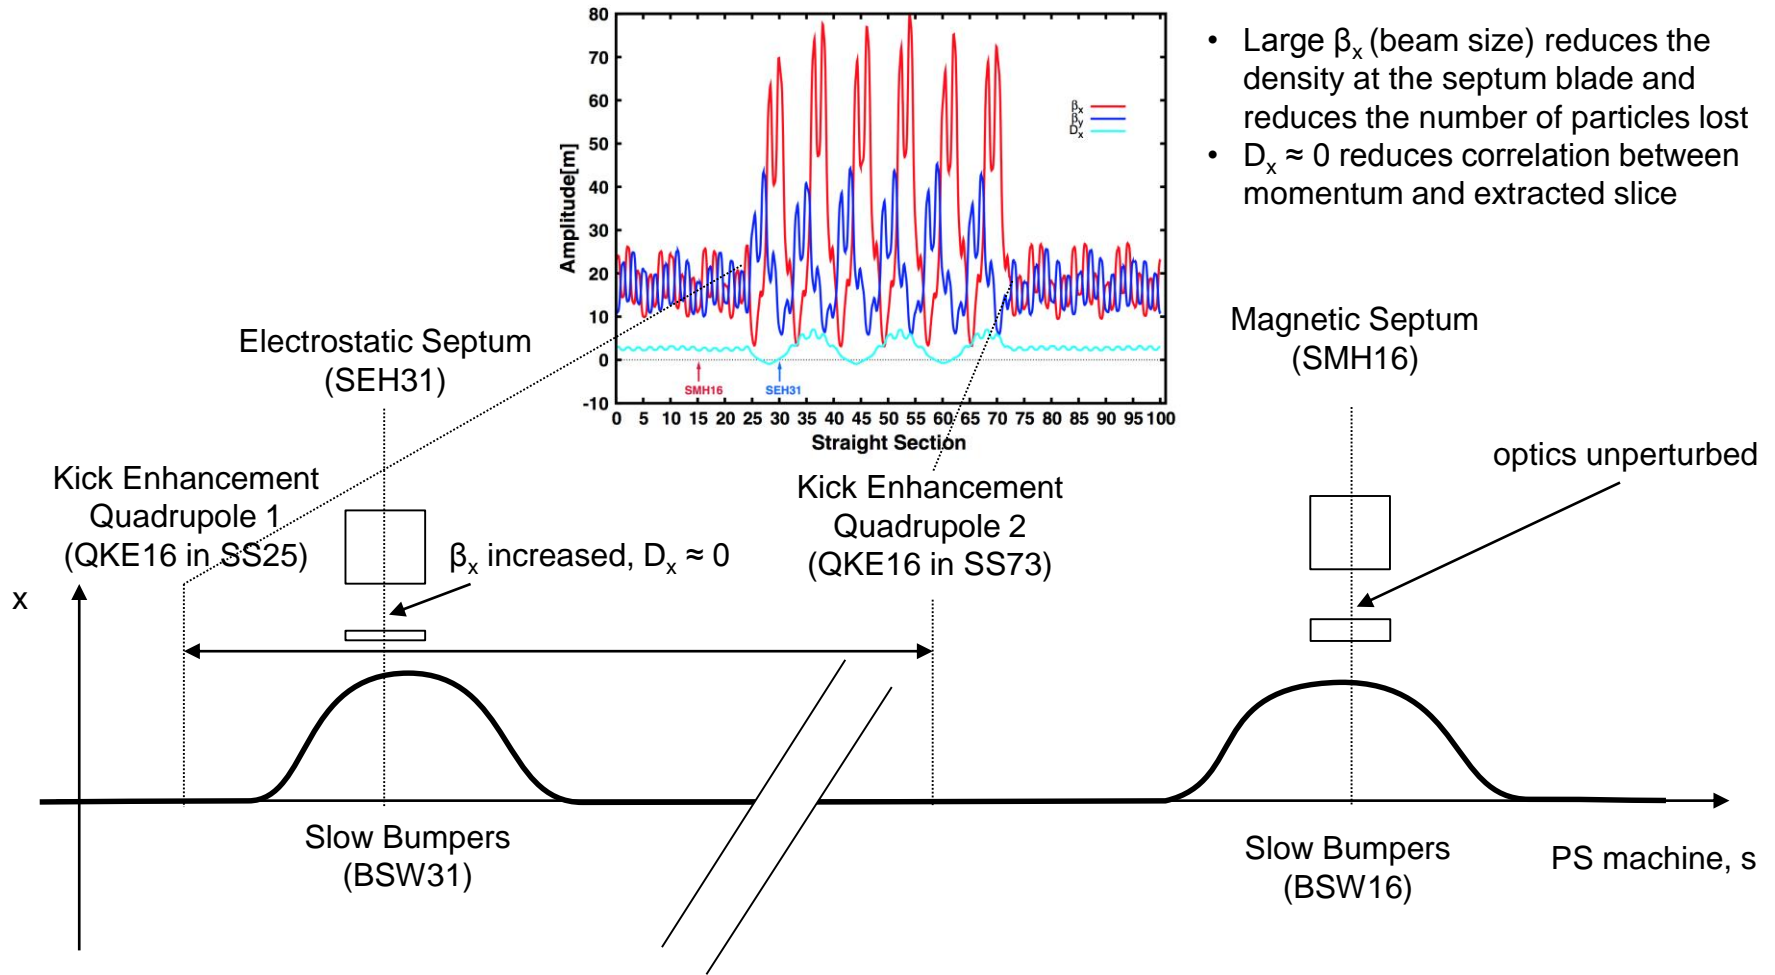 80
70
60
50
40
30
20
10
0
-10
Amplitude[m]
βx
βy
Dx
SMH16
SEH31
0 5 10 15 20 25 30 35 40 45 50 55 60 65 70 75 80 85 90 95 100
Straight Section
• Large βx (beam size) reduces the
density at the septum blade and
reduces the number of particles lost
• Dx ≈ 0 reduces correlation between
momentum and extracted slice
Electrostatic Septum
(SEH31)
Magnetic Septum
(SMH16)
Kick Enhancement
Quadrupole 1
(QKE16 in SS25)
βx increased, Dx ≈ 0
Kick Enhancement
Quadrupole 2
(QKE16 in SS73)
optics unperturbed
x
Slow Bumpers
(BSW31)
Slow Bumpers
(BSW16)
PS machine, s